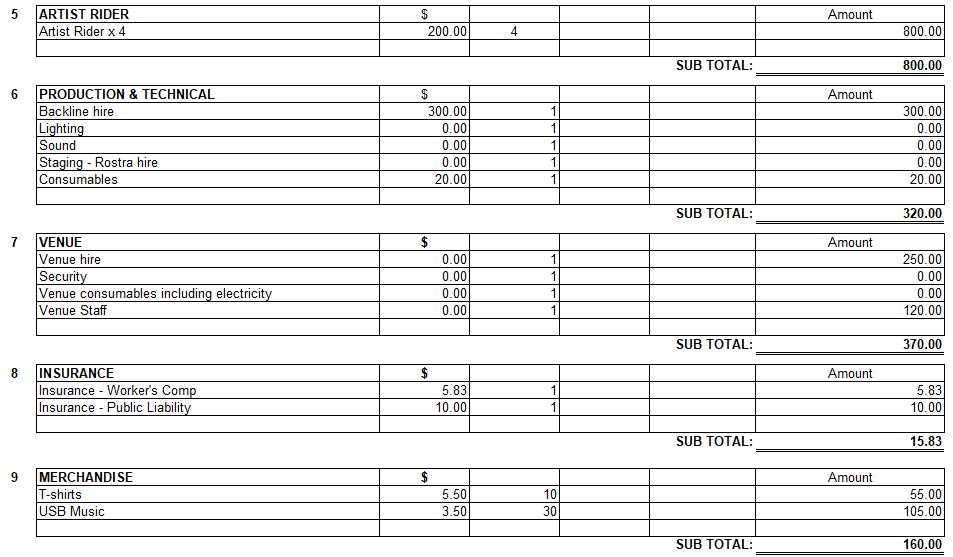 5 ARTIST RIDER $ Amount
Artist Rider x 4 200.00 4 800.00
SUB TOTAL: 800.00
6 PRODUCTION & TECHNICAL $ Amount
Backline hire 300.00 1 300.00
Lighting 0.00 1 0.00
Sound 0.00 1 0.00
Staging - Rostra hire 0.00 1 0.00
Consumables 20.00 1 20.00
SUB TOTAL: 320.00
7 VENUE $ Amount
Venue hire 0.00 1 250.00
Security 0.00 1 0.00
Venue consumables including electricity 0.00 1 0.00
Venue Staff 0.00 1 120.00
SUB TOTAL: 370.00
8 INSURANCE $ Amount
Insurance - Worker's Comp 5.83 1 5.83
Insurance - Public Liability 10.00 1 10.00
SUB TOTAL: 15.83
9 MERCHANDISE $ Amount
T-shirts 5.50 10 55.00
USB Music 3.50 30 105.00
SUB TOTAL: 160.00